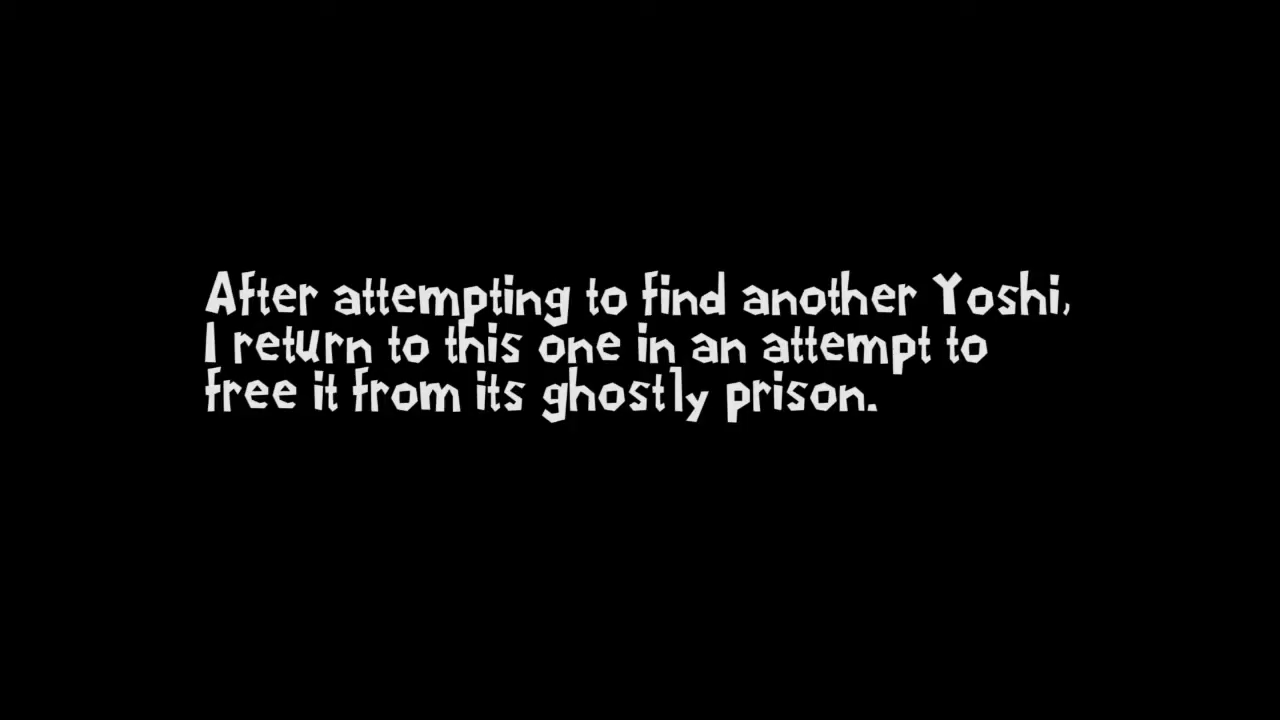 After attempting to find another Yoshi,
I return to this one in an attempt to
free it from its ghostly prison.